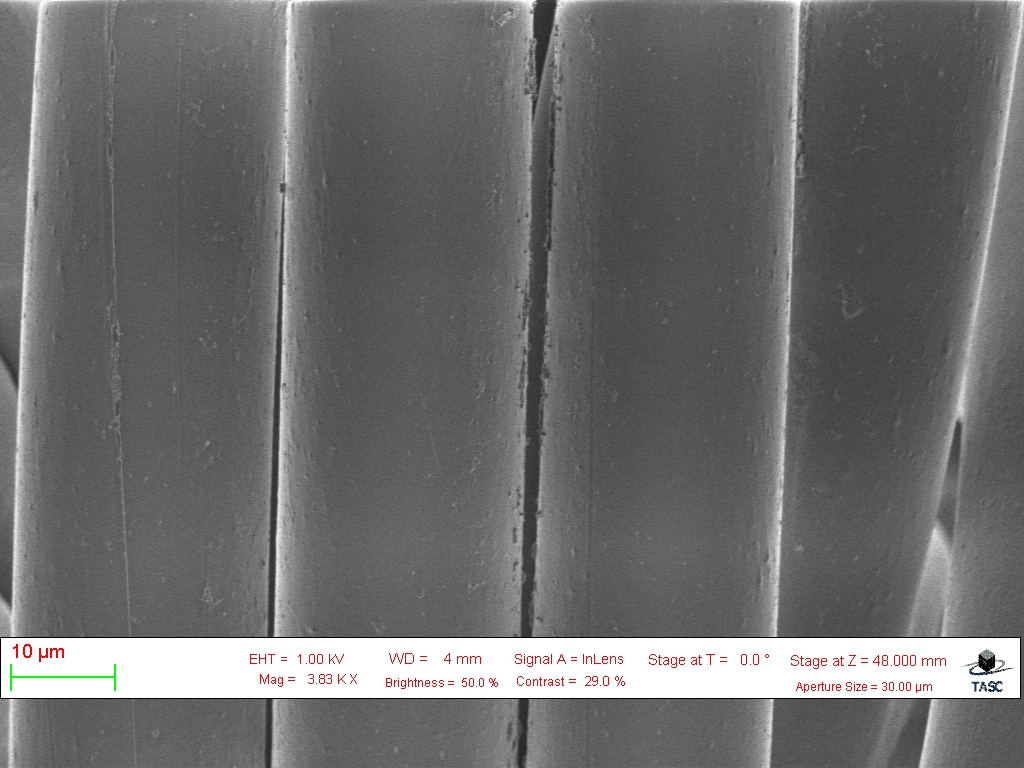 10 µm
EHT = 1.00 kV WD = 4 mm Signal A = InLens Stage at T = 0.0 ° Stage at Z = 48.000 mm
Mag = 3.83 K X Brightness = 50.0 % Contrast = 29.0 % Aperture Size = 30.00 µm
TASC